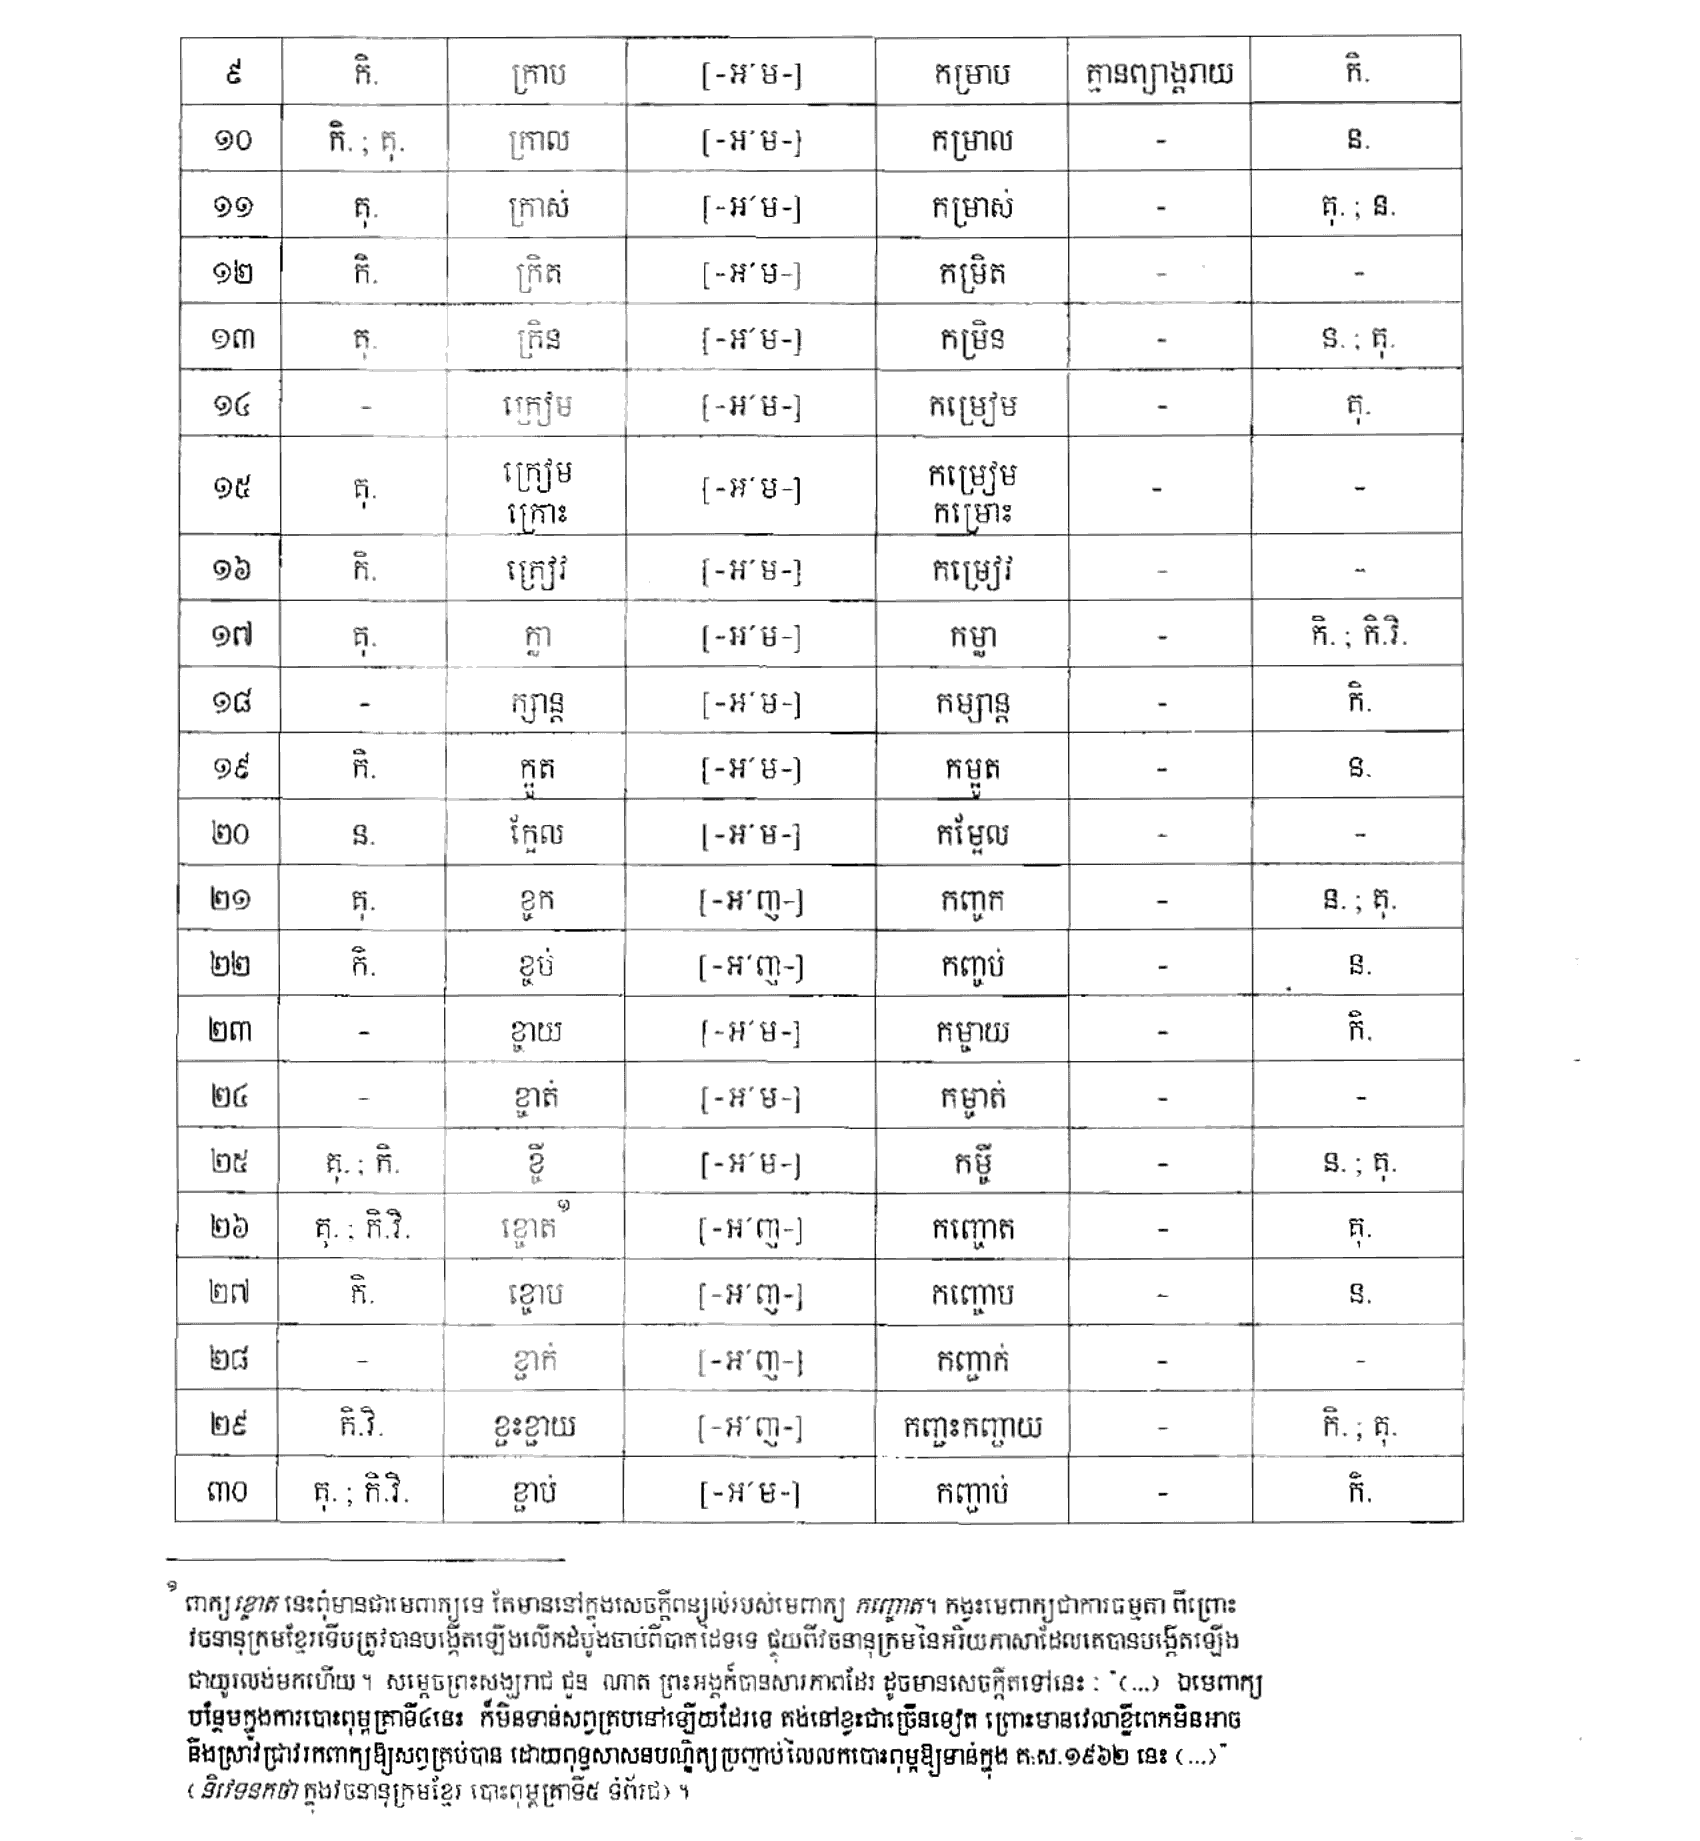 ៩ កិ. ក្រាប [-អ´ម-] កម្រាប គ្មានព្យាង្គរាយ កិ.
១០ កិ. ; គុ. ក្រាល [-អ´ម-] កម្រាល - ន.
១១ គុ. ក្រាស់ [-អ´ម-] កម្រាស់ - គុ. ; ន.
១២ កិ. ក្រិត [-អ´ម-] កម្រិត - -
១៣ គុ. ក្រិន [-អ´ម-] កម្រិន - ន. ; គុ.
១៤ - ក្រៀម [-អ´ម-] កម្រៀម - គុ.
១៥ គុ. ក្រៀម ក្រោះ [-អ´ម-] កម្រៀម កម្រោះ - -
១៦ កិ. ក្រៀវ [-អ´ម-] កម្រៀវ - -
១៧ គុ. ក្លា [-អ´ម-] កម្លា - កិ. ; កិ.វិ.
១៨ - ក្សាន្ត [-អ´ម-] កម្សាន្ត - កិ.
១៩ កិ. ក្អួត [-អ´ម-] កម្អួត - ន.
២០ ន. ក្អែល [-អ´ម-] កម្អែល - -
២១ គុ. ខ្ចក [-អ´ញ-] កញ្ចក - ន. ; គុ.
២២ កិ. ខ្ចប់ [-អ´ញ-] កញ្ចប់ - ន.
២៣ - ខ្ចាយ [-អ´ម-] កម្ចាយ - កិ.
២៤ - ខ្ចាត់ [-អ´ម-] កម្ចាត់ - -
២៥ គុ. ; កិ. ខ្ចី [-អ´ម-] កម្ចី - ន. ; គុ.
២៦ គុ. ; កិ.វិ. ខ្ចោត១ [-អ´ញ-] កញ្ចោត - គុ.
២៧ កិ. ខ្ចោប [-អ´ញ-] កញ្ចោប - ន.
២៨ - ខ្ជាក់ [-អ´ញ-] កញ្ជាក់ - -
២៩ កិ.វិ. ខ្ជះខ្ជាយ [-អ´ញ-] កញ្ជះកញ្ជាយ - កិ. ; គុ.
៣០ គុ. ; កិ.វិ. ខ្ជាប់ [-អ´ម-] កញ្ជាប់ - កិ.
១ ពាក្យ ខ្ចោត នេះពុំមានជាមេពាក្យទេ តែមាននៅក្នុងសេចក្ដីពន្យល់របស់មេពាក្យ កញ្ចោត។ កង្វះមេពាក្យជាការធម្មតា ពីព្រោះ
វចនានុក្រមខ្មែរទើបត្រូវបានបង្កើតឡើងលើកដំបូងចាប់ពីបាតដៃទទេ ផ្ទុយពីវចនានុក្រមនៃអរិយភាសាដែលគេបានបង្កើតឡើង
ជាយូរលង់មកហើយ។ សម្ដេចព្រះសង្ឃរាជ ជួន ណាត ព្រះអង្គក៏បានសារភាពដែរ ដូចមានសេចក្ដីតទៅនេះ : "(...) ឯមេពាក្យ
បន្ថែមក្នុងការបោះពុម្ពគ្រាទី៤នេះ ក៏មិនទាន់សព្វគ្រប់នៅឡើយដែរទេ គង់នៅខ្វះជាច្រើនទៀត ព្រោះមានវេលាខ្លីពេកមិនអាច
នឹងស្រាវជ្រាវរកពាក្យឱ្យសព្វគ្រប់បាន ដោយពុទ្ធសាសនបណ្ឌិត្យប្រញាប់លៃលកបោះពុម្ពឱ្យទាន់ក្នុង គ.ស.១៩៦២ នេះ (...)"
(និវេទនកថា ក្នុងវចនានុក្រមខ្មែរ បោះពុម្ពគ្រាទី៥ ទំព័រជ) ។